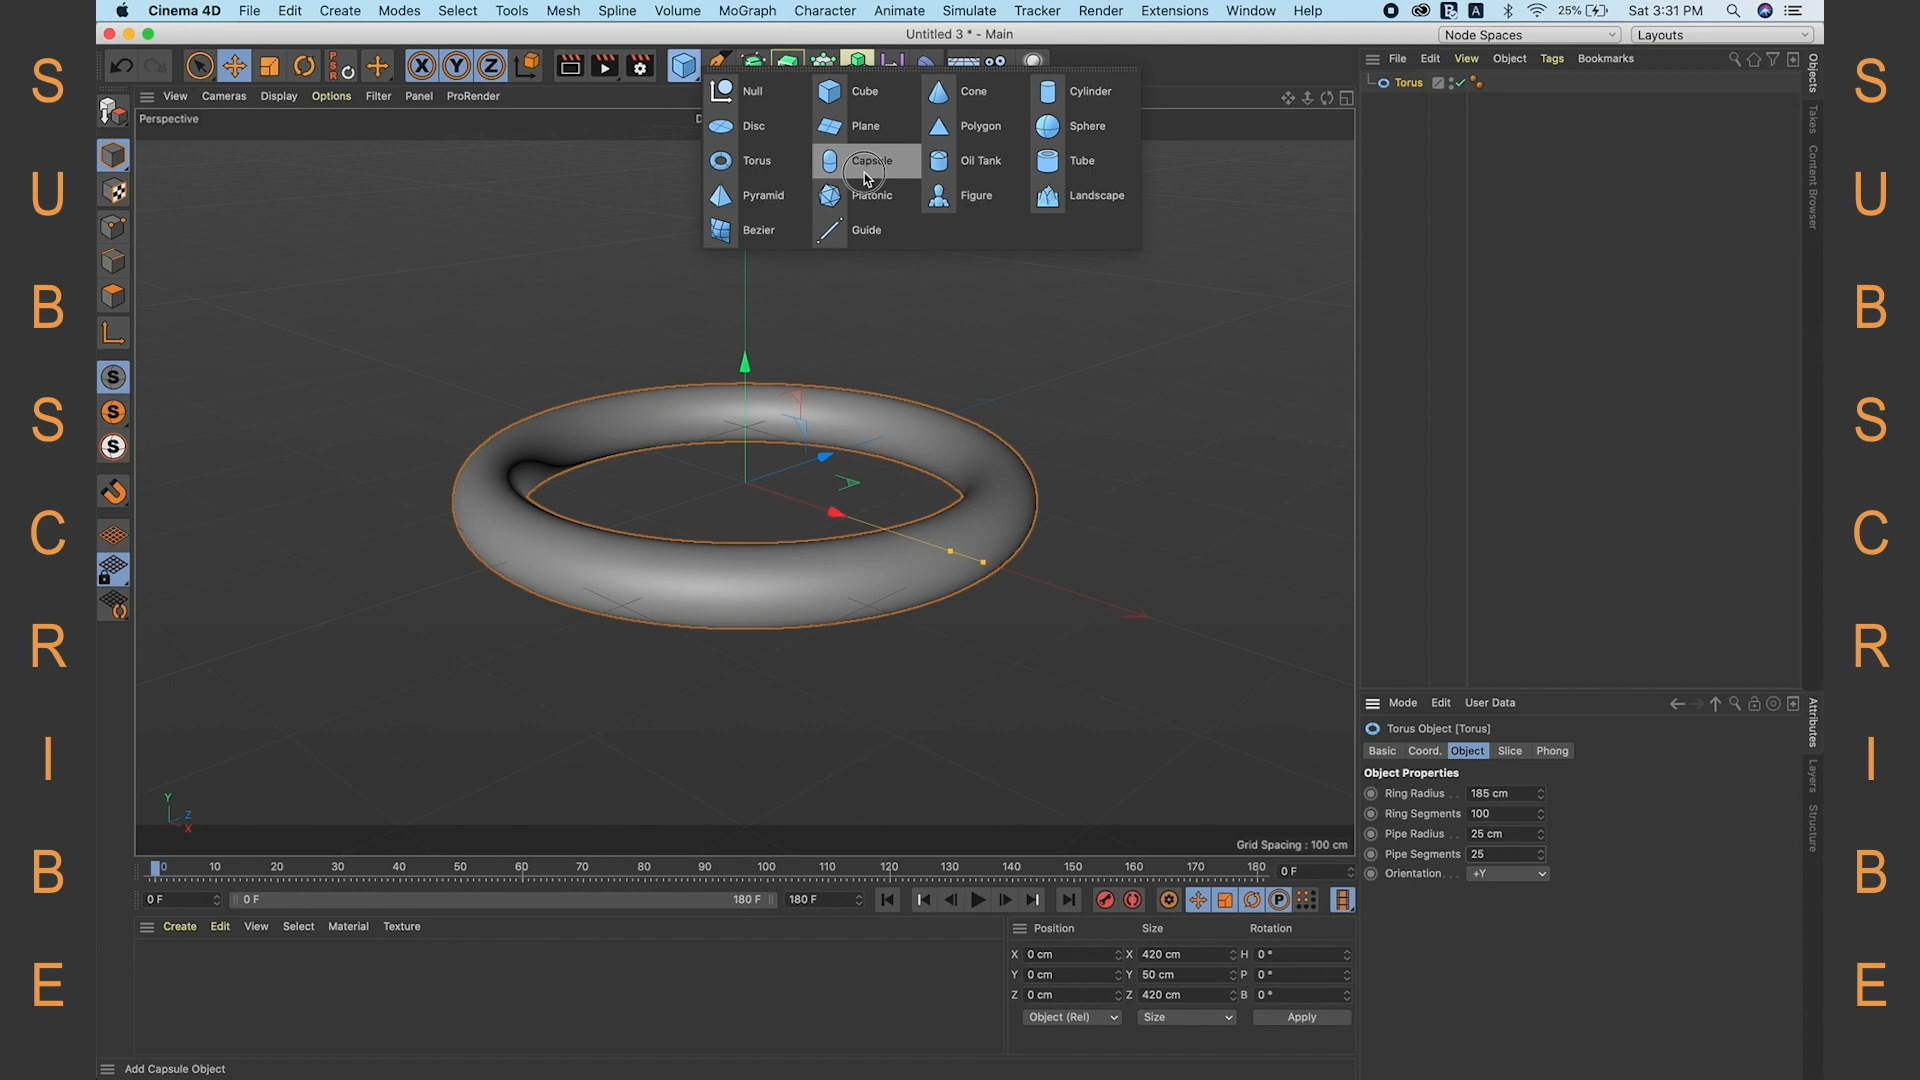 Cinema 4D File Edit Create Modes Select Tools Mesh Spline Volume MoGraph Character Animate Simulate Tracker Render Extensions Window Help 25% Sat 3:31 PM
Untitled 3 * - Main
Node Spaces Layouts
X Y Z
PSR
File Edit View Object Tags Bookmarks
View Cameras Display Options Filter Panel ProRender
Torus
Perspective
Null Cube Cone Cylinder
Disc Plane Polygon Sphere
Torus Capsule Oil Tank Tube
Pyramid Platonic Figure Landscape
Bezier Guide
Objects
Takes
Content Browser
S
U
B
S
C
R
I
B
E
S
U
B
S
C
R
I
B
E
S
S
S
Y
Z
X
Grid Spacing : 100 cm
Mode Edit User Data
Torus Object [Torus]
Basic Coord. Object Slice Phong
Object Properties
Ring Radius . . 185 cm
Ring Segments 100
Pipe Radius . . 25 cm
Pipe Segments 25
Orientation. . . . +Y
Attributes
Layers
Structure
0 10 20 30 40 50 60 70 80 90 100 110 120 130 140 150 160 170 180 0 F
0 F 0 F 180 F 180 F P
Create Edit View Select Material Texture
Position Size Rotation
X 0 cm X 420 cm H 0 °
Y 0 cm Y 50 cm P 0 °
Z 0 cm Z 420 cm B 0 °
Object (Rel) Size Apply
Add Capsule Object